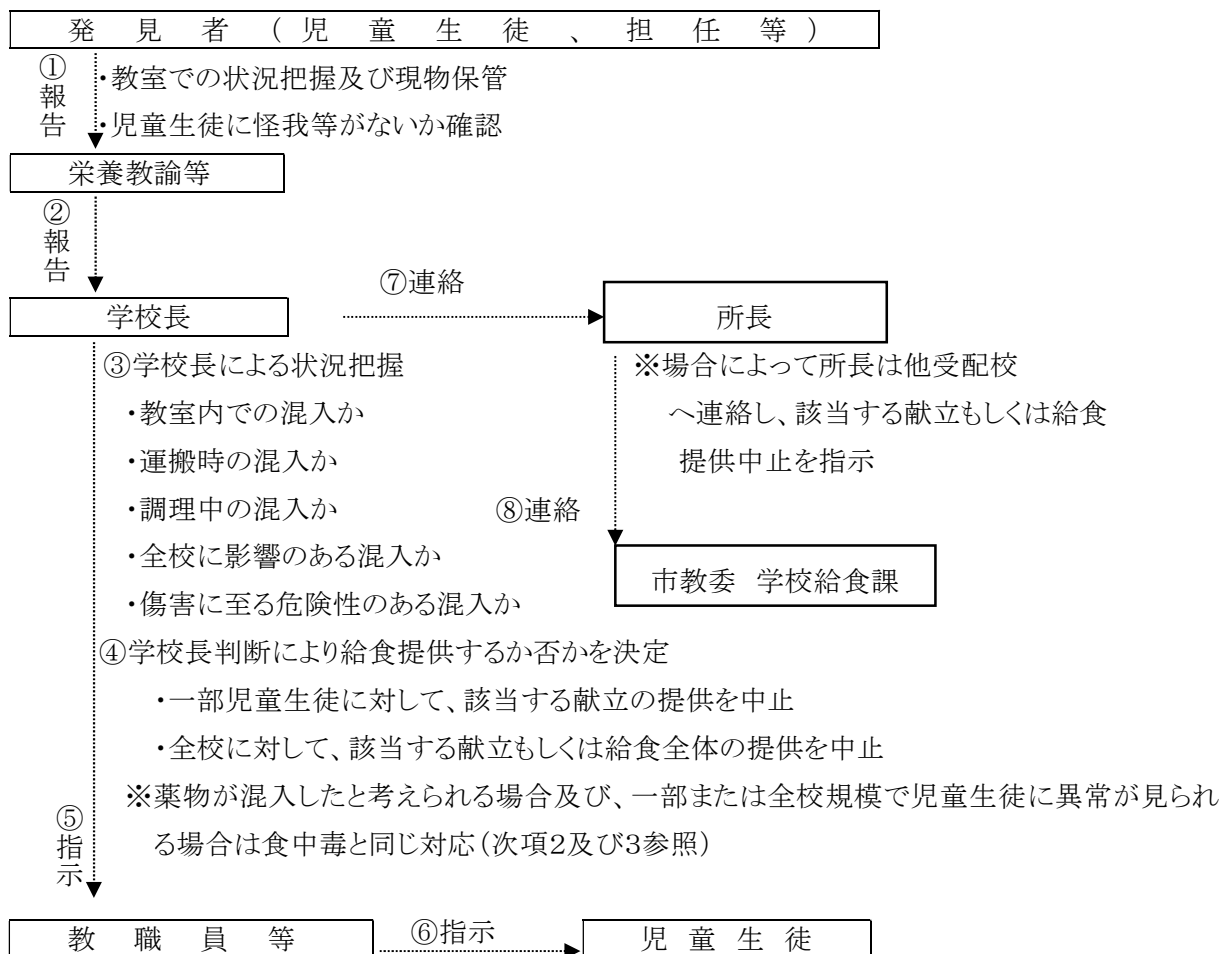 発見者(児童生徒、担任等)
①報告
・教室での状況把握及び現物保管
・児童生徒に怪我等がないか確認
栄養教諭等
②報告
⑦連絡
学校長
所長
③学校長による状況把握
・教室内での混入か
・運搬時の混入か
・調理中の混入か
・全校に影響のある混入か
・傷害に至る危険性のある混入か
※場合によって所長は他受配校
へ連絡し、該当する献立もしくは給食
提供中止を指示
⑧連絡
市教委 学校給食課
④学校長判断により給食提供するか否かを決定
・一部児童生徒に対して、該当する献立の提供を中止
・全校に対して、該当する献立もしくは給食全体の提供を中止
※薬物が混入したと考えられる場合及び、一部または全校規模で児童生徒に異常が見られ
る場合は食中毒と同じ対応(次項2及び3参照)
⑤指示
教職員等
⑥指示
児童生徒